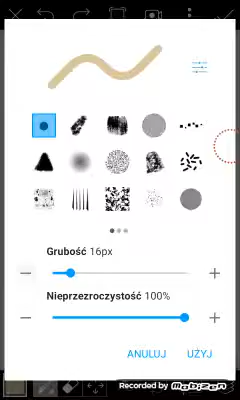 Grubość 16px
Nieprzezroczystość 100%
ANULUJ UŻYJ
Recorded by Mobizen